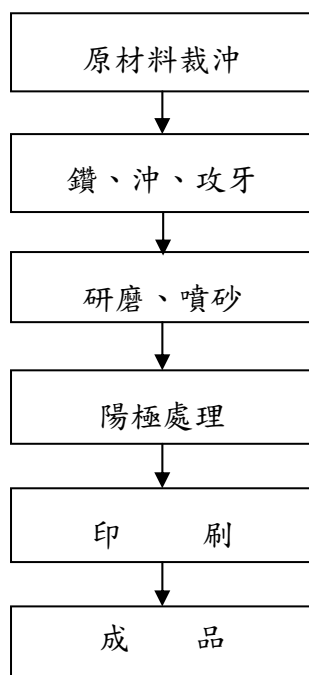 原材料裁沖
鑽、沖、攻牙
研磨、噴砂
陽極處理
印　　刷
成　　品